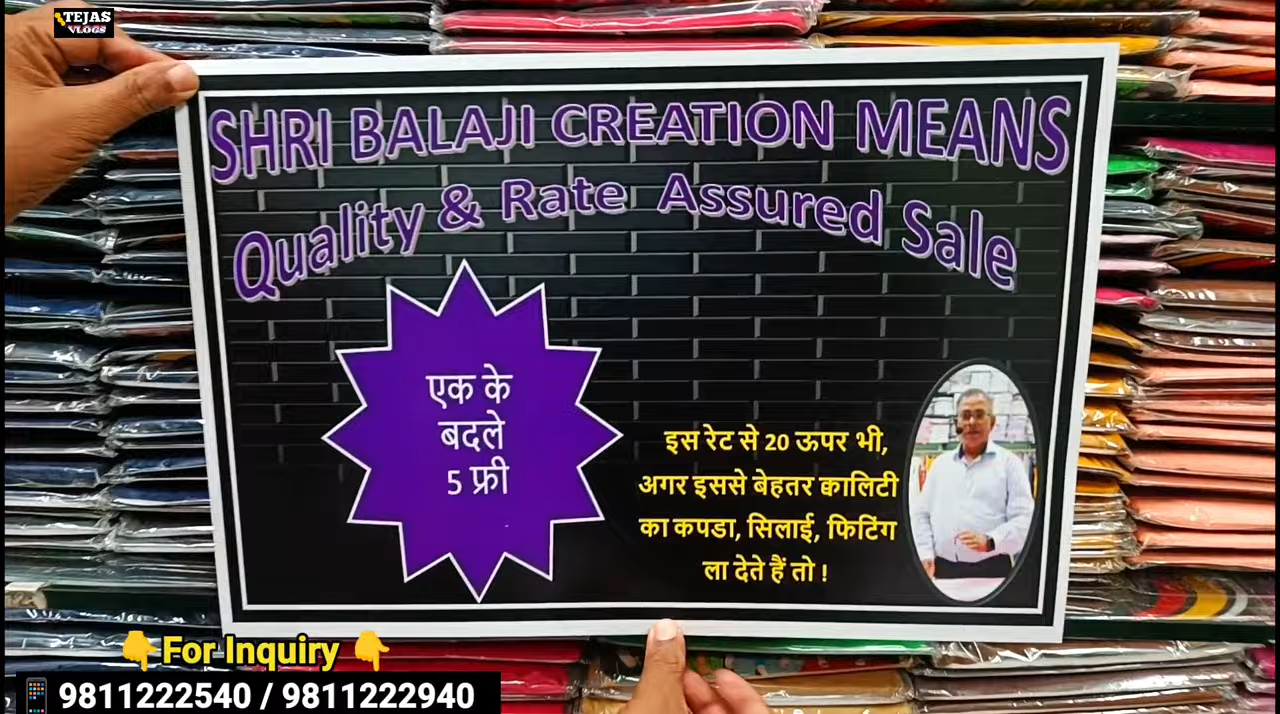 TEJAS
VLOGS
SHRI BALAJI CREATION MEANS
Quality & Rate Assured Sale
एक के
बदले
5 फ्री
इस रेट से 20 ऊपर भी,
अगर इससे बेहतर क्वालिटी
का कपडा, सिलाई, फिटिंग
ला देते हैं तो !
👇For Inquiry 👇
📱 9811222540 / 9811222940